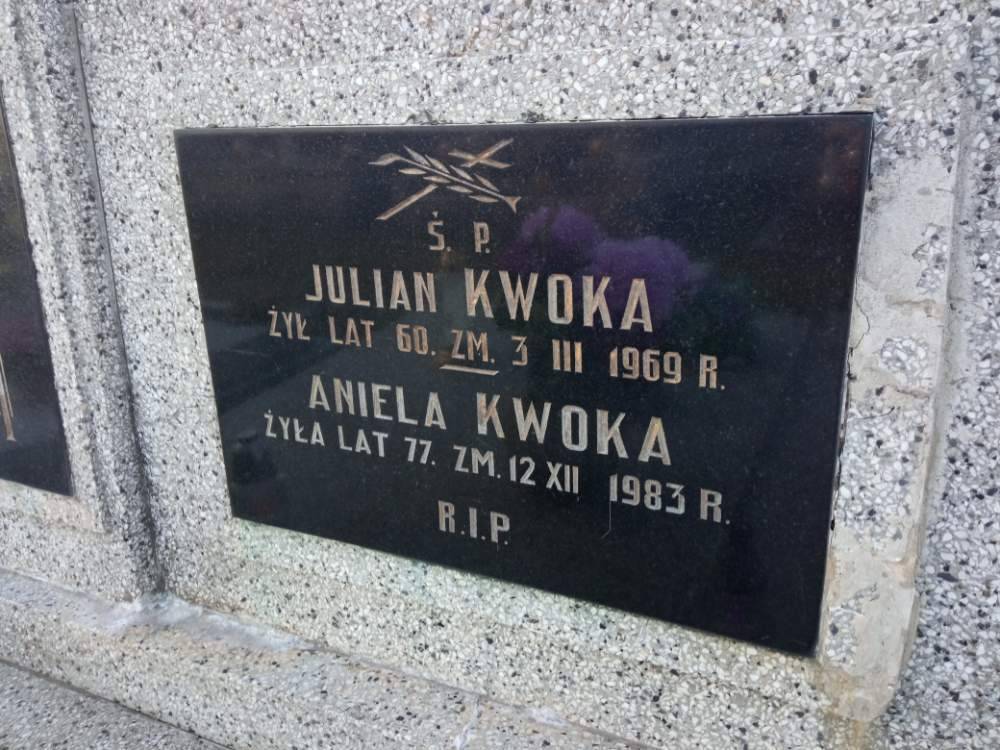 Ś. P.
JULIAN KWOKA
ŻYŁ LAT 60. ZM. 3 III 1969 R.
ANIELA KWOKA
ŻYŁA LAT 77. ZM. 12 XII 1983 R.
R.I.P.